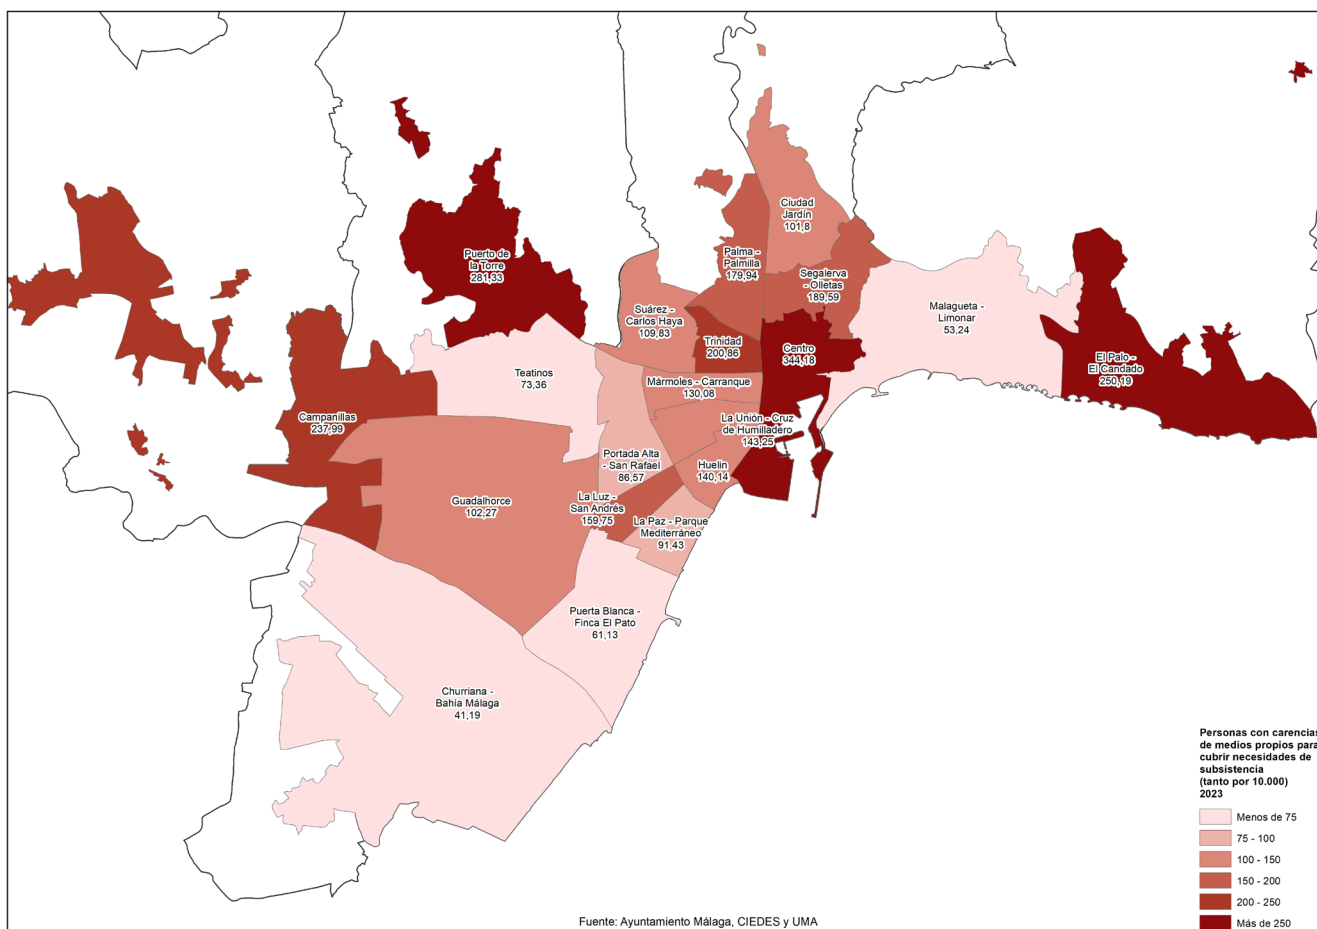 Ciudad
Jardín
101,8
Puerto de
la Torre
281,33
Palma -
Palmilla
179,94
Segalerva
- Olletas
189,59
Malagueta -
Limonar
53,24
Suárez -
Carlos Haya
109,83
Trinidad
200,86
Centro
344,18
El Palo -
El Candado
250,19
Teatinos
73,36
Mármoles - Carranque
130,08
Campanillas
237,99
La Unión - Cruz
de Humilladero
143,25
Portada Alta
- San Rafael
86,57
Huelin
140,14
Guadalhorce
102,27
La Luz -
San Andrés
159,75
La Paz - Parque
Mediterráneo
91,43
Puerta Blanca -
Finca El Pato
61,13
Churriana -
Bahía Málaga
41,19
Personas con carencias
de medios propios para
cubrir necesidades de
subsistencia
(tanto por 10.000)
2023
Menos de 75
75 - 100
100 - 150
150 - 200
200 - 250
Más de 250
Fuente: Ayuntamiento Málaga, CIEDES y UMA